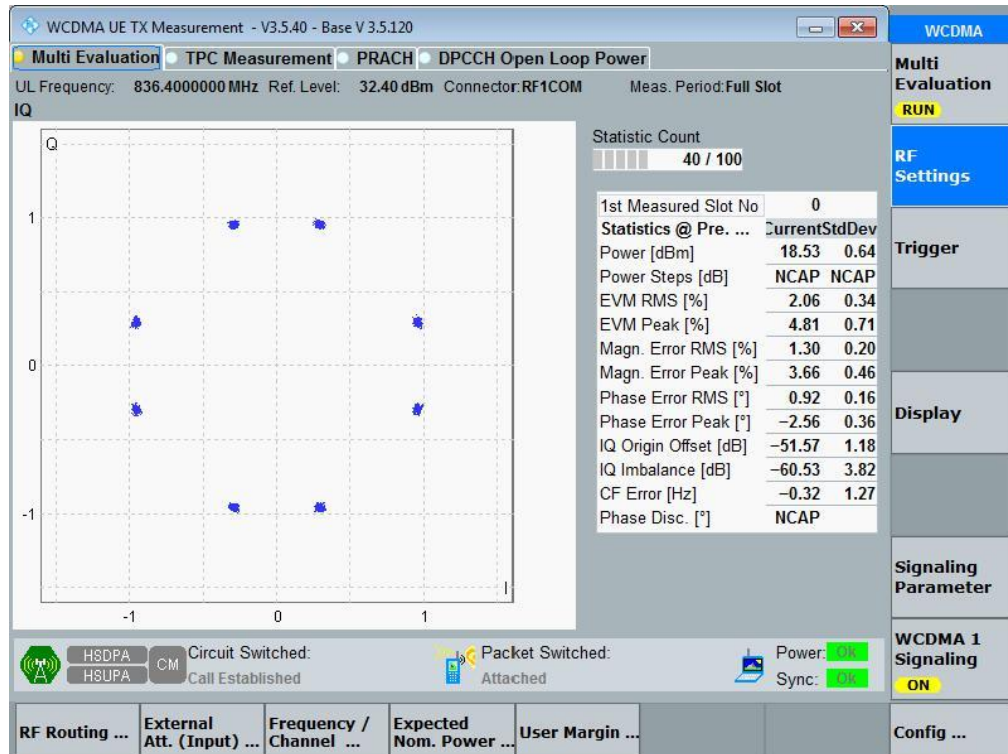 WCDMA UE TX Measurement - V3.5.40 - Base V 3.5.120
WCDMA
Multi Evaluation TPC Measurement PRACH DPCCH Open Loop Power
UL Frequency: 836.4000000 MHz Ref. Level: 32.40 dBm Connector: RF1COM Meas. Period: Full Slot
IQ
Q
1
0
-1
-1 0 1
I
Statistic Count
40 / 100
1st Measured Slot No 0
Statistics @ Pre. ... Current StdDev
Power [dBm] 18.53 0.64
Power Steps [dB] NCAP NCAP
EVM RMS [%] 2.06 0.34
EVM Peak [%] 4.81 0.71
Magn. Error RMS [%] 1.30 0.20
Magn. Error Peak [%] 3.66 0.46
Phase Error RMS [°] 0.92 0.16
Phase Error Peak [°] −2.56 0.36
IQ Origin Offset [dB] −51.57 1.18
IQ Imbalance [dB] −60.53 3.82
CF Error [Hz] −0.32 1.27
Phase Disc. [°] NCAP
Multi
Evaluation
RUN
RF
Settings
Trigger
Display
Signaling
Parameter
WCDMA 1
Signaling
ON
HSDPA
HSUPA
CM
Circuit Switched:
Call Established
Packet Switched:
Attached
Power: Ok
Sync: Ok
RF Routing ...
External
Att. (Input) ...
Frequency /
Channel ...
Expected
Nom. Power ...
User Margin ...
Config ...